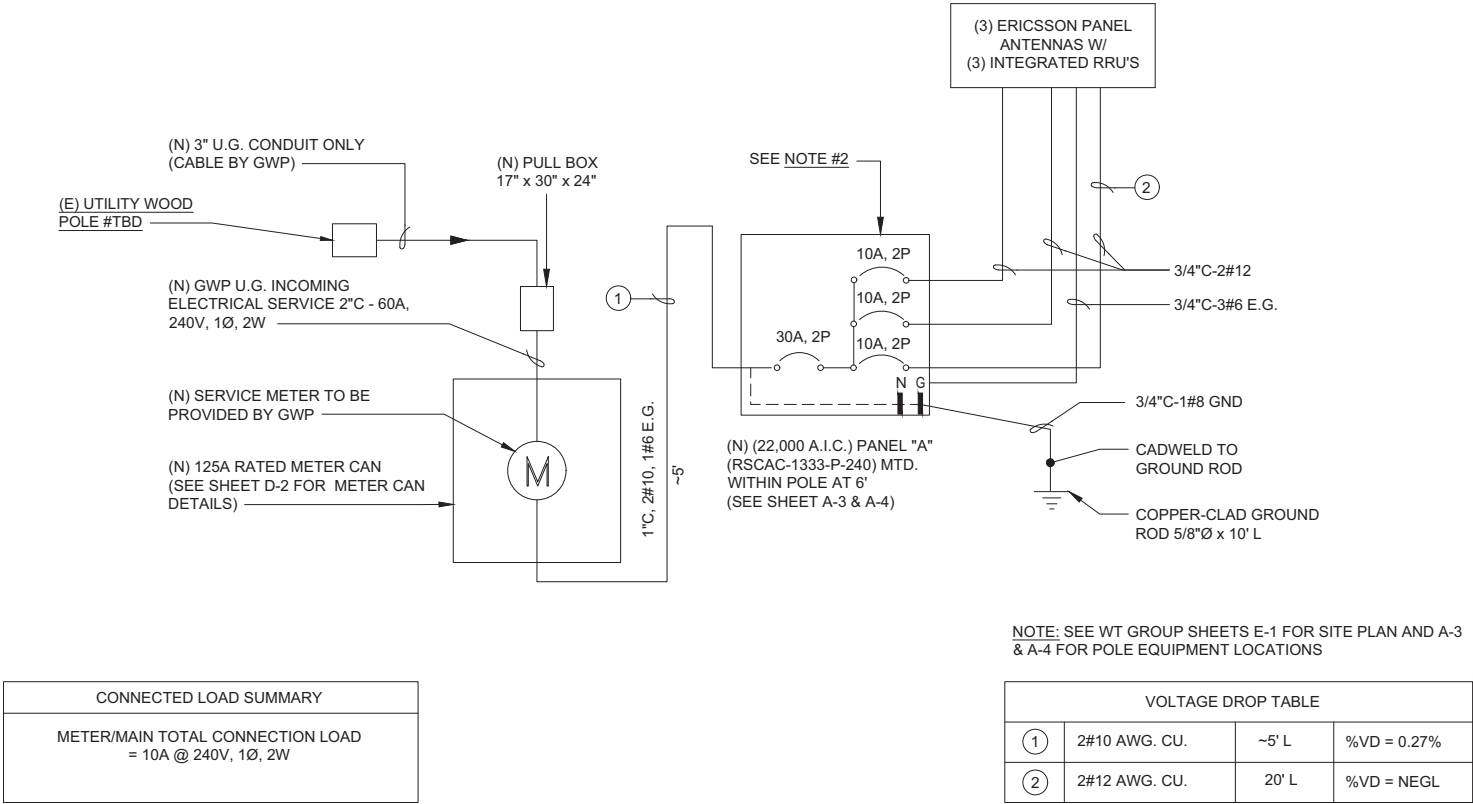 (3) ERICSSON PANEL
ANTENNAS W/
(3) INTEGRATED RRU'S
(N) 3" U.G. CONDUIT ONLY
(CABLE BY GWP)
(N) PULL BOX
17" x 30" x 24"
SEE NOTE #2
2
(E) UTILITY WOOD
POLE #TBD
10A, 2P
3/4"C-2#12
(N) GWP U.G. INCOMING
ELECTRICAL SERVICE 2"C - 60A,
240V, 1Ø, 2W
1
10A, 2P
3/4"C-3#6 E.G.
30A, 2P
10A, 2P
N G
(N) SERVICE METER TO BE
PROVIDED BY GWP
3/4"C-1#8 GND
M
1"C, 2#10, 1#6 E.G.
~5'
(N) (22,000 A.I.C.) PANEL "A"
(RSCAC-1333-P-240) MTD.
WITHIN POLE AT 6'
(SEE SHEET A-3 & A-4)
CADWELD TO
GROUND ROD
(N) 125A RATED METER CAN
(SEE SHEET D-2 FOR METER CAN
DETAILS)
COPPER-CLAD GROUND
ROD 5/8"Ø x 10' L
NOTE: SEE WT GROUP SHEETS E-1 FOR SITE PLAN AND A-3
& A-4 FOR POLE EQUIPMENT LOCATIONS
CONNECTED LOAD SUMMARY
METER/MAIN TOTAL CONNECTION LOAD
= 10A @ 240V, 1Ø, 2W
VOLTAGE DROP TABLE
1 2#10 AWG. CU. ~5' L %VD = 0.27%
2 2#12 AWG. CU. 20' L %VD = NEGL